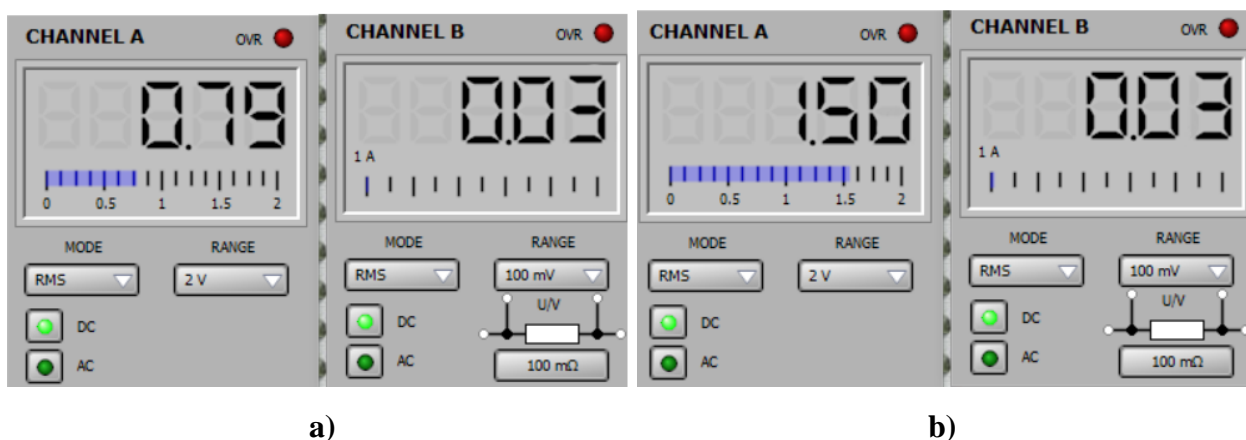 CHANNEL A OVR
0.79
0 0.5 1 1.5 2
MODE RANGE
RMS 2 V
DC
AC
CHANNEL B OVR
0.03
1 A
MODE RANGE
RMS 100 mV
U/V
DC
AC 100 mΩ
a)
CHANNEL A OVR
1.50
0 0.5 1 1.5 2
MODE RANGE
RMS 2 V
DC
AC
CHANNEL B OVR
0.03
1 A
MODE RANGE
RMS 100 mV
U/V
DC
AC 100 mΩ
b)